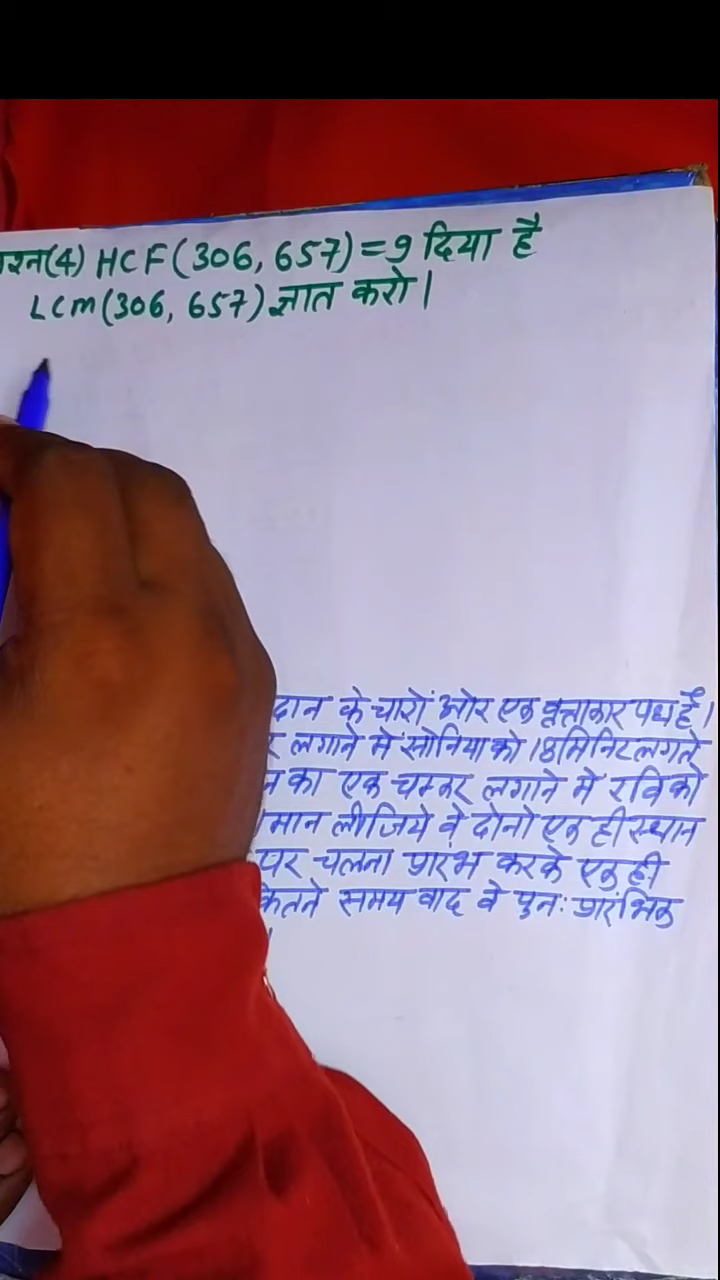 प्रश्न(4) HCF(306, 657)=9 दिया है
LCM(306, 657) ज्ञात करो।
के चारों ओर एक वृत्ताकार पथ है।
लगाने में सोनिया को 18 मिनिट लगते
का एक चक्कर लगाने में रवि को
मान लीजिये वे दोनो एक ही स्थान
पर चलना प्रारंभ करके एक ही
कितने समय वाद वे पुनः प्रारंभिक